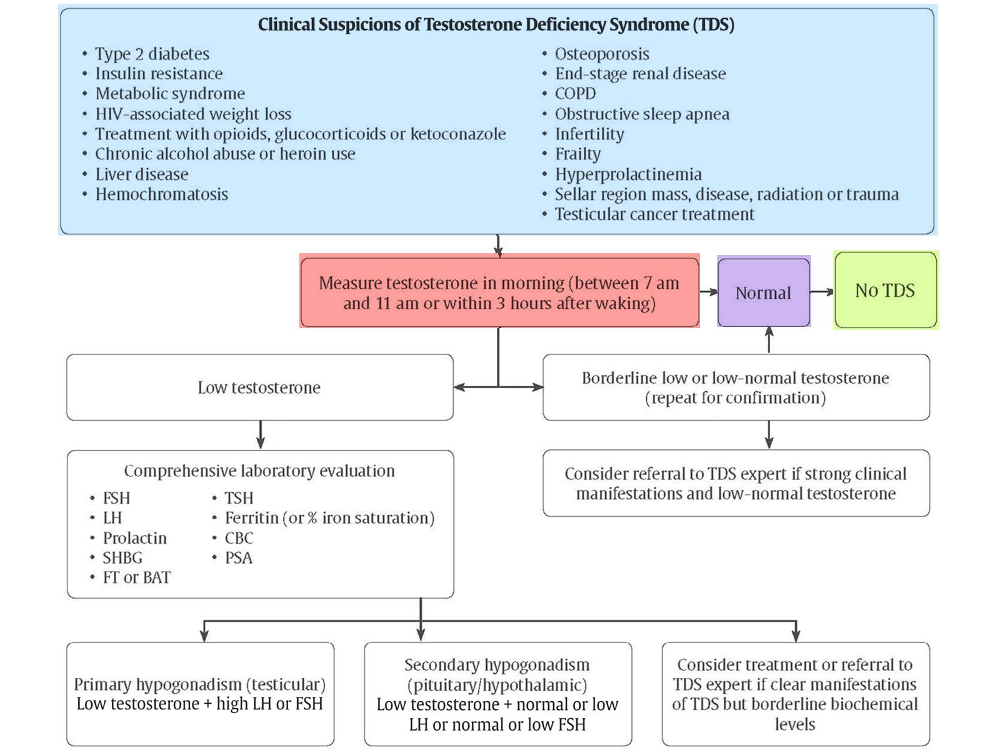 Clinical Suspicions of Testosterone Deficiency Syndrome (TDS)
• Type 2 diabetes
• Insulin resistance
• Metabolic syndrome
• HIV-associated weight loss
• Treatment with opioids, glucocorticoids or ketoconazole
• Chronic alcohol abuse or heroin use
• Liver disease
• Hemochromatosis
• Osteoporosis
• End-stage renal disease
• COPD
• Obstructive sleep apnea
• Infertility
• Frailty
• Hyperprolactinemia
• Sellar region mass, disease, radiation or trauma
• Testicular cancer treatment
Measure testosterone in morning (between 7 am
and 11 am or within 3 hours after waking)
Normal
No TDS
Low testosterone
Borderline low or low-normal testosterone
(repeat for confirmation)
Comprehensive laboratory evaluation
• FSH
• LH
• Prolactin
• SHBG
• FT or BAT
• TSH
• Ferritin (or % iron saturation)
• CBC
• PSA
Consider referral to TDS expert if strong clinical
manifestations and low-normal testosterone
Primary hypogonadism (testicular)
Low testosterone + high LH or FSH
Secondary hypogonadism
(pituitary/hypothalamic)
Low testosterone + normal or low
LH or normal or low FSH
Consider treatment or referral to
TDS expert if clear manifestations
of TDS but borderline biochemical
levels